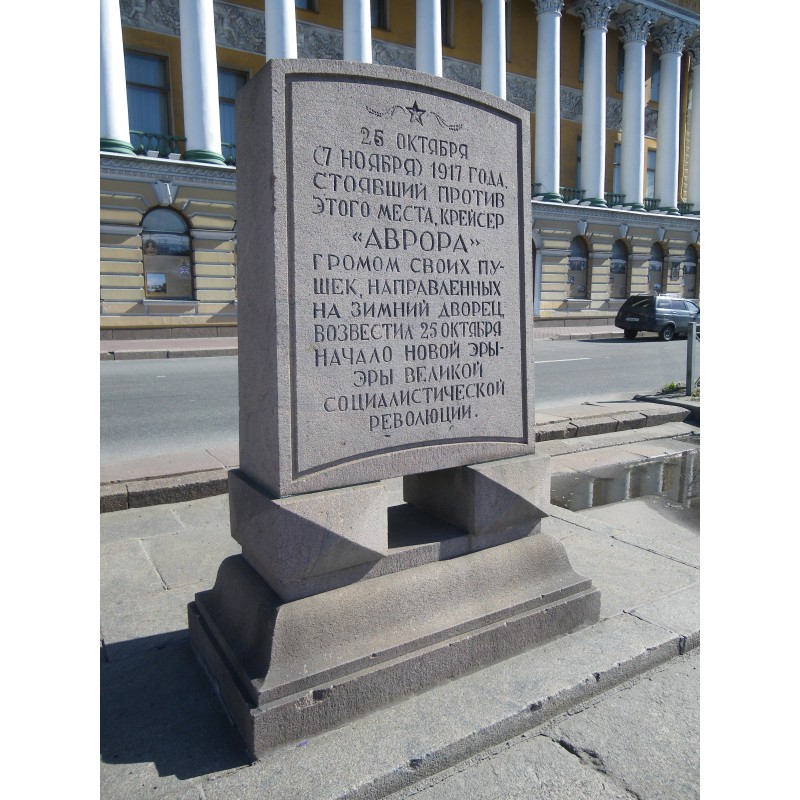 25 ОКТЯБРЯ
(7 НОЯБРЯ) 1917 ГОДА.
СТОЯВШИЙ ПРОТИВ
ЭТОГО МЕСТА, КРЕЙСЕР
«АВРОРА"
ГРОМОМ СВОИХ ПУ-
ШЕК, НАПРАВЛЕННЫХ
НА ЗИМНИЙ ДВОРЕЦ,
ВОЗВЕСТИЛ 25 ОКТЯБРЯ
НАЧАЛО НОВОЙ ЭРЫ-
ЭРЫ ВЕЛИКОЙ
СОЦИАЛИСТИЧЕСКОЙ
РЕВОЛЮЦИИ.